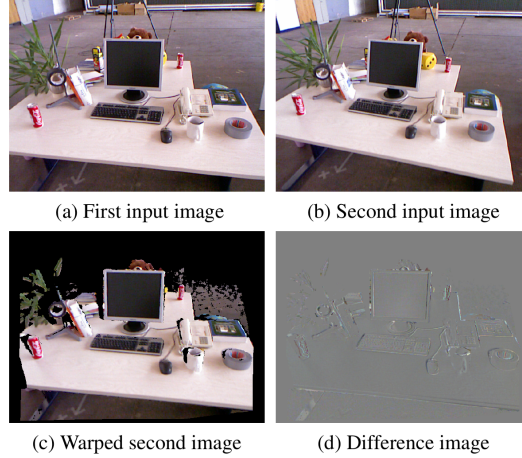 (a) First input image
(b) Second input image
(c) Warped second image
(d) Difference image